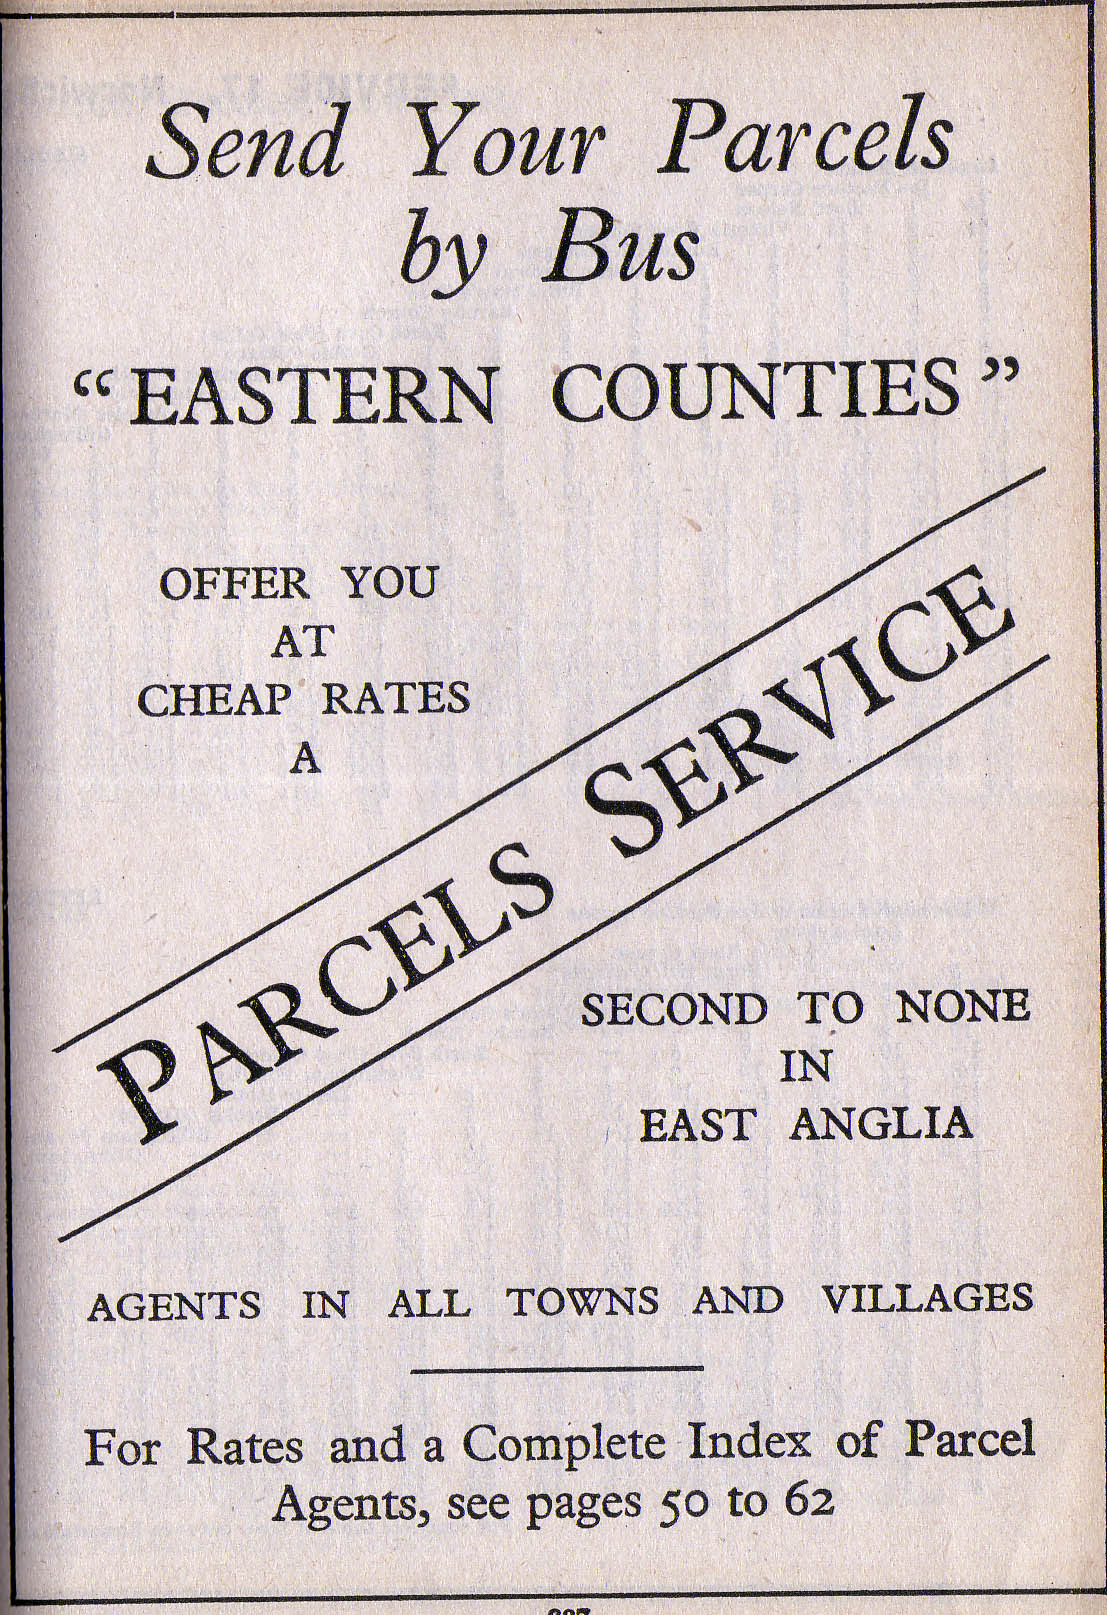 Send Your Parcels
by Bus
“EASTERN COUNTIES”
OFFER YOU
AT
CHEAP RATES
A
PARCELS SERVICE
SECOND TO NONE
IN
EAST ANGLIA
AGENTS IN ALL TOWNS AND VILLAGES
For Rates and a Complete Index of Parcel
Agents, see pages 50 to 62